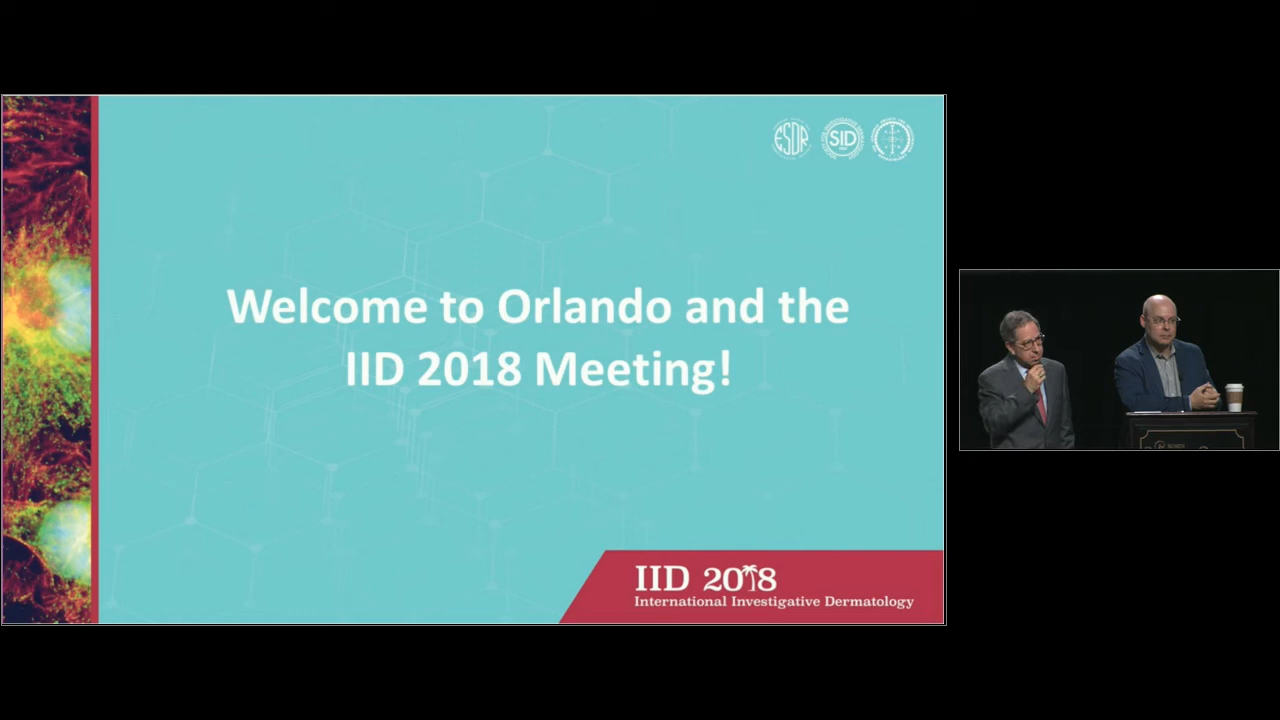 ESDR
SID
Welcome to Orlando and the
IID 2018 Meeting!
IID 2018
International Investigative Dermatology